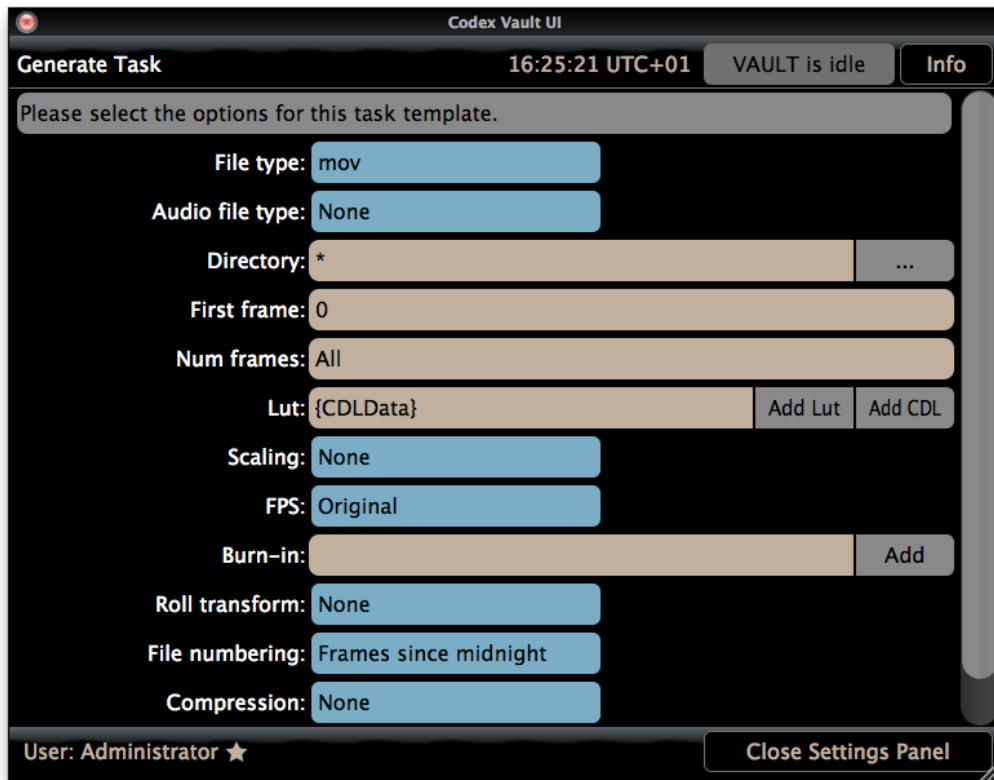 Codex Vault UI
Generate Task 16:25:21 UTC+01 VAULT is idle Info
Please select the options for this task template.
File type: mov
Audio file type: None
Directory: * ...
First frame: 0
Num frames: All
Lut: {CDLData} Add Lut Add CDL
Scaling: None
FPS: Original
Burn-in: Add
Roll transform: None
File numbering: Frames since midnight
Compression: None
User: Administrator ★ Close Settings Panel